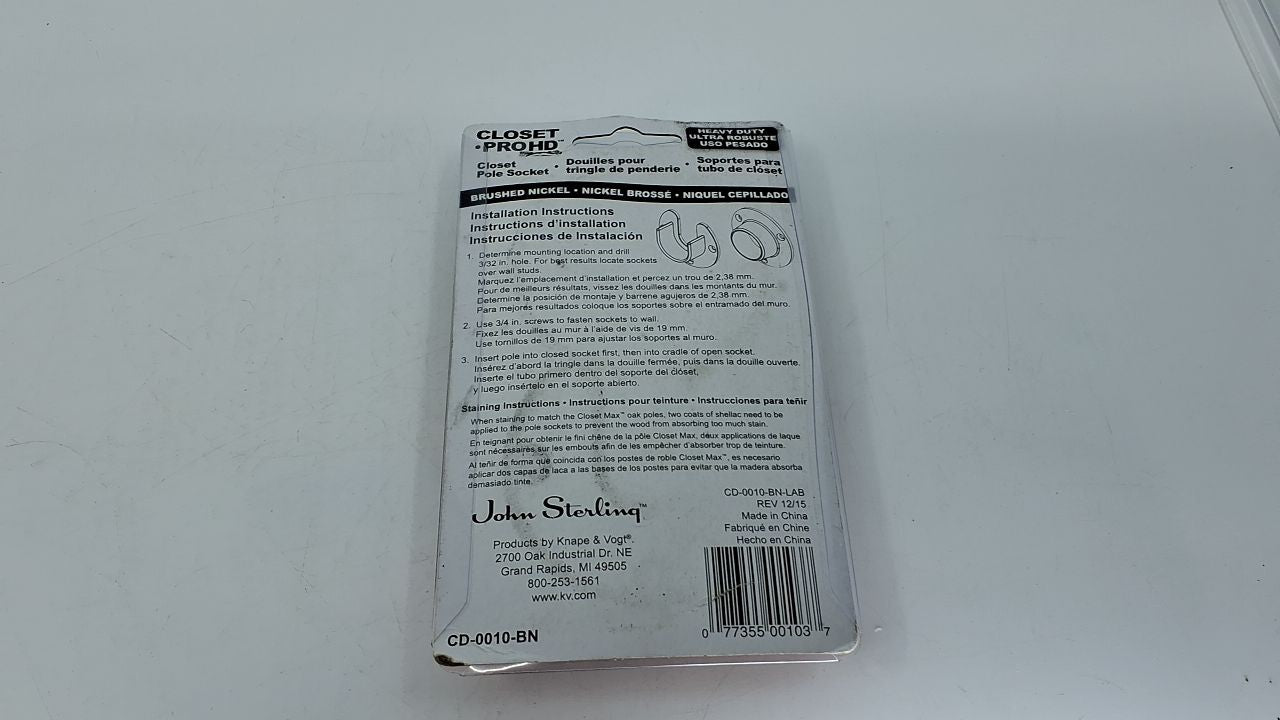 CLOSET
•PROHD™
HEAVY DUTY
ULTRA ROBUSTE
USO PESADO
Closet Pole Socket • Douilles pour tringle de penderie • Soportes para tubo de clóset
BRUSHED NICKEL • NICKEL BROSSÉ • NIQUEL CEPILLADO
Installation Instructions
Instructions d'installation
Instrucciones de Instalación
1. Determine mounting location and drill
3/32 in. hole. For best results locate sockets
over wall studs.
Marquez l'emplacement d'installation et percez un trou de 2,38 mm.
Pour de meilleurs résultats, vissez les douilles dans les montants du mur.
Determine la posición de montaje y barrene agujeros de 2,38 mm.
Para mejores resultados coloque los soportes sobre el entramado del muro.
2. Use 3/4 in. screws to fasten sockets to wall.
Fixez les douilles au mur à l'aide de vis de 19 mm.
Use tornillos de 19 mm para ajustar los soportes al muro.
3. Insert pole into closed socket first, then into cradle of open socket.
Insérez d'abord la tringle dans la douille fermée, puis dans la douille ouverte.
Inserte el tubo primero dentro del soporte del clóset,
y luego insértelo en el soporte abierto.
Staining Instructions • Instructions pour teinture • Instrucciones para teñir
When staining to match the Closet Max™ oak poles, two coats of shellac need to be
applied to the pole sockets to prevent the wood from absorbing too much stain.
En teignant pour obtenir le fini chêne de la pôle Closet Max, deux applications de laque
sont nécessaires sur les embouts afin de les empêcher d'absorber trop de teinture.
Al teñir de forma que coincida con los postes de roble Closet Max™, es necesario
aplicar dos capas de laca a las bases de los postes para evitar que la madera absorba
demasiado tinte.
John Sterling™
Products by Knape & Vogt®.
2700 Oak Industrial Dr. NE
Grand Rapids, MI 49505
800-253-1561
www.kv.com
CD-0010-BN-LAB
REV 12/15
Made in China
Fabriqué en Chine
Hecho en China
0 77355 00103 7
CD-0010-BN